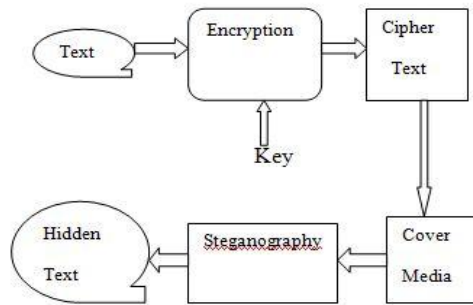 Text
Encryption
Cipher
Text
Key
Hidden
Text
Steganography
Cover
Media